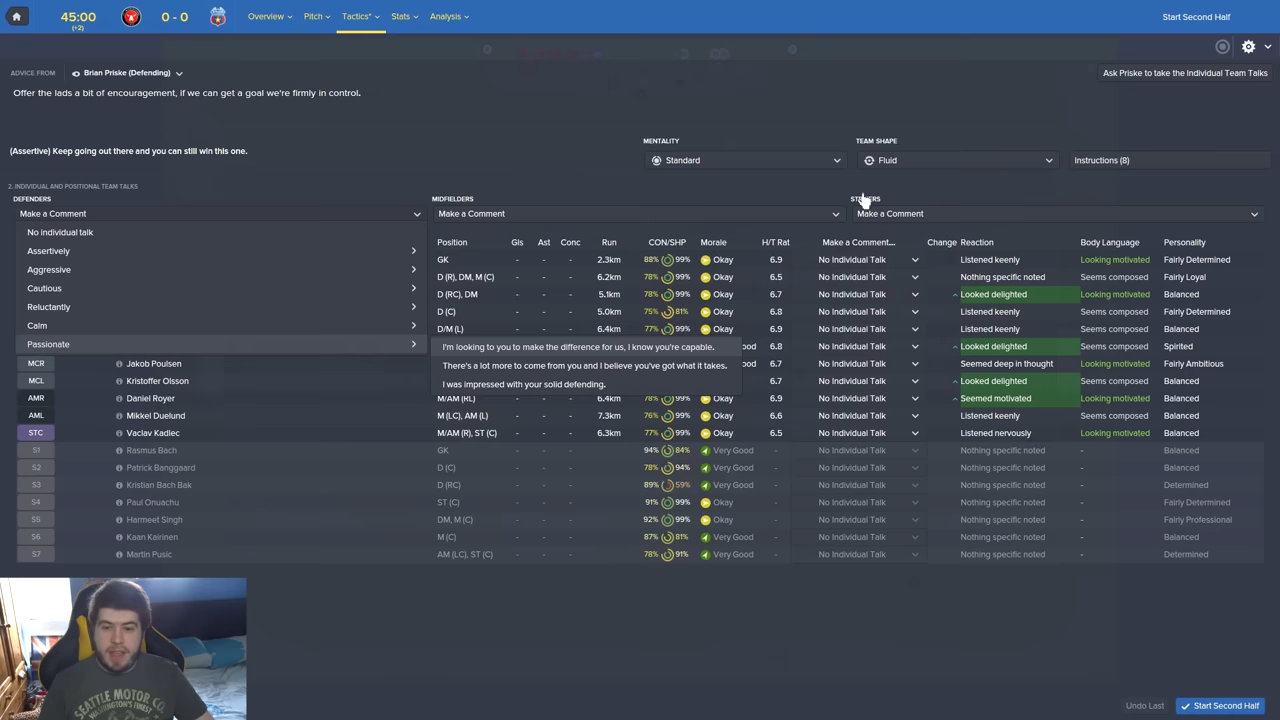 45:00
(+2)
0 - 0
Overview
Pitch
Tactics*
Stats
Analysis
Start Second Half
ADVICE FROM
Brian Priske (Defending)
Ask Priske to take the Individual Team Talks
Offer the lads a bit of encouragement, if we can get a goal we're firmly in control.
(Assertive) Keep going out there and you can still win this one.
MENTALITY
Standard
TEAM SHAPE
Fluid
Instructions (8)
2. INDIVIDUAL AND POSITIONAL TEAM TALKS
DEFENDERS
Make a Comment
MIDFIELDERS
Make a Comment
Make a Comment
No individual talk
Assertively
Aggressive
Cautious
Reluctantly
Calm
Passionate
I'm looking to you to make the difference for us, I know you're capable.
There's a lot more to come from you and I believe you've got what it takes.
I was impressed with your solid defending.
Position Gls Ast Conc Run CON/SHP Morale H/T Rat Make a Comment... Change Reaction Body Language Personality
GK - - - 2.3km 88% 99% Okay 6.9 No Individual Talk Listened keenly Looking motivated Fairly Determined
D (R), DM, M (C) - - - 6.2km 78% 99% Okay 6.5 No Individual Talk Nothing specific noted Seems composed Fairly Loyal
D (RC), DM - - - 5.1km 78% 99% Okay 6.7 No Individual Talk Looked delighted Looking motivated Balanced
D (C) - - - 5.0km 75% 81% Okay 6.8 No Individual Talk Listened keenly Seems composed Fairly Determined
D/M (L) - - - 6.4km 77% 99% Okay 6.9 No Individual Talk Listened keenly Seems composed Balanced
6.8 No Individual Talk Looked delighted Seems composed Spirited
MCR Jakob Poulsen 6.7 No Individual Talk Seemed deep in thought Looking motivated Fairly Ambitious
MCL Kristoffer Olsson 6.7 No Individual Talk Looked delighted Seems composed Balanced
AMR Daniel Royer M/AM (RL) - - - 6.4km 78% 99% Okay 6.9 No Individual Talk Seemed motivated Looking motivated Balanced
AML Mikkel Duelund M (LC), AM (L) - - - 7.3km 76% 99% Okay 6.6 No Individual Talk Listened keenly Seems composed Balanced
STC Vaclav Kadlec M/AM (R), ST (C) - - - 6.3km 77% 99% Okay 6.5 No Individual Talk Listened nervously Looking motivated Balanced
S1 Rasmus Bach GK 94% 84% Very Good - No Individual Talk Nothing specific noted - Balanced
S2 Patrick Banggaard D (C) 78% 94% Very Good - No Individual Talk Nothing specific noted - Balanced
S3 Kristian Bach Bak D (RC) 89% 59% Very Good - No Individual Talk Nothing specific noted - Determined
S4 Paul Onuachu ST (C) 91% 99% Okay - No Individual Talk Nothing specific noted - Fairly Determined
S5 Harmeet Singh DM, M (C) 92% 99% Okay - No Individual Talk Nothing specific noted - Fairly Professional
S6 Kaan Kairinen M (C) 87% 81% Very Good - No Individual Talk Nothing specific noted - Balanced
S7 Martin Pusic AM (LC), ST (C) 78% 91% Very Good - No Individual Talk Nothing specific noted - Determined
SEATTLE MOTOR CO.
Undo Last
Start Second Half